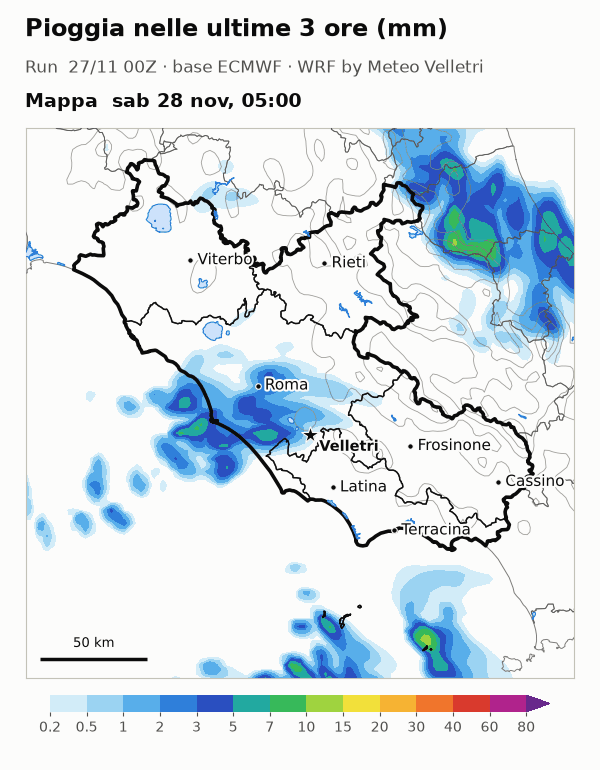 Pioggia nelle ultime 3 ore (mm)
Run  27/11 00Z · base ECMWF · WRF by Meteo Velletri
Mappa  sab 28 nov, 05:00
Viterbo
Rieti
Roma
Velletri
Frosinone
Latina
Cassino
Terracina
50 km
0.2 0.5 1 2 3 5 7 10 15 20 30 40 60 80